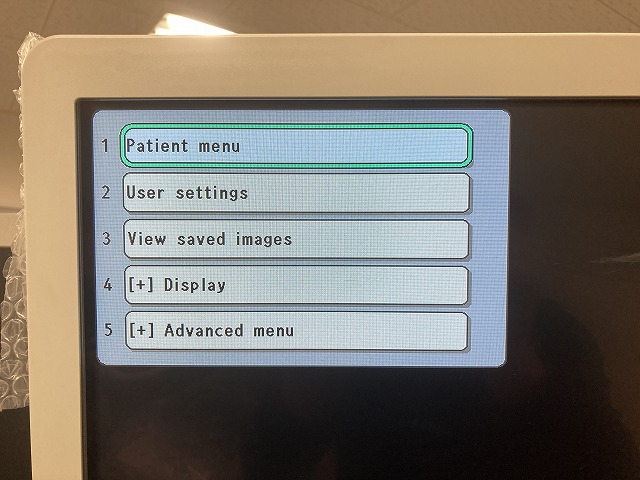 1 Patient menu
2 User settings
3 View saved images
4 [+] Display
5 [+] Advanced menu